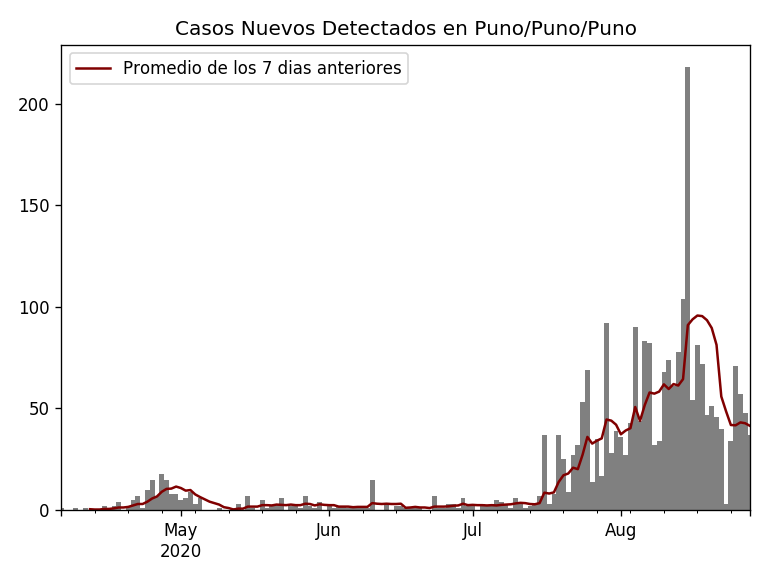 Casos Nuevos Detectados en Puno/Puno/Puno
Promedio de los 7 dias anteriores
200
150
100
50
0
May Jun Jul Aug
2020